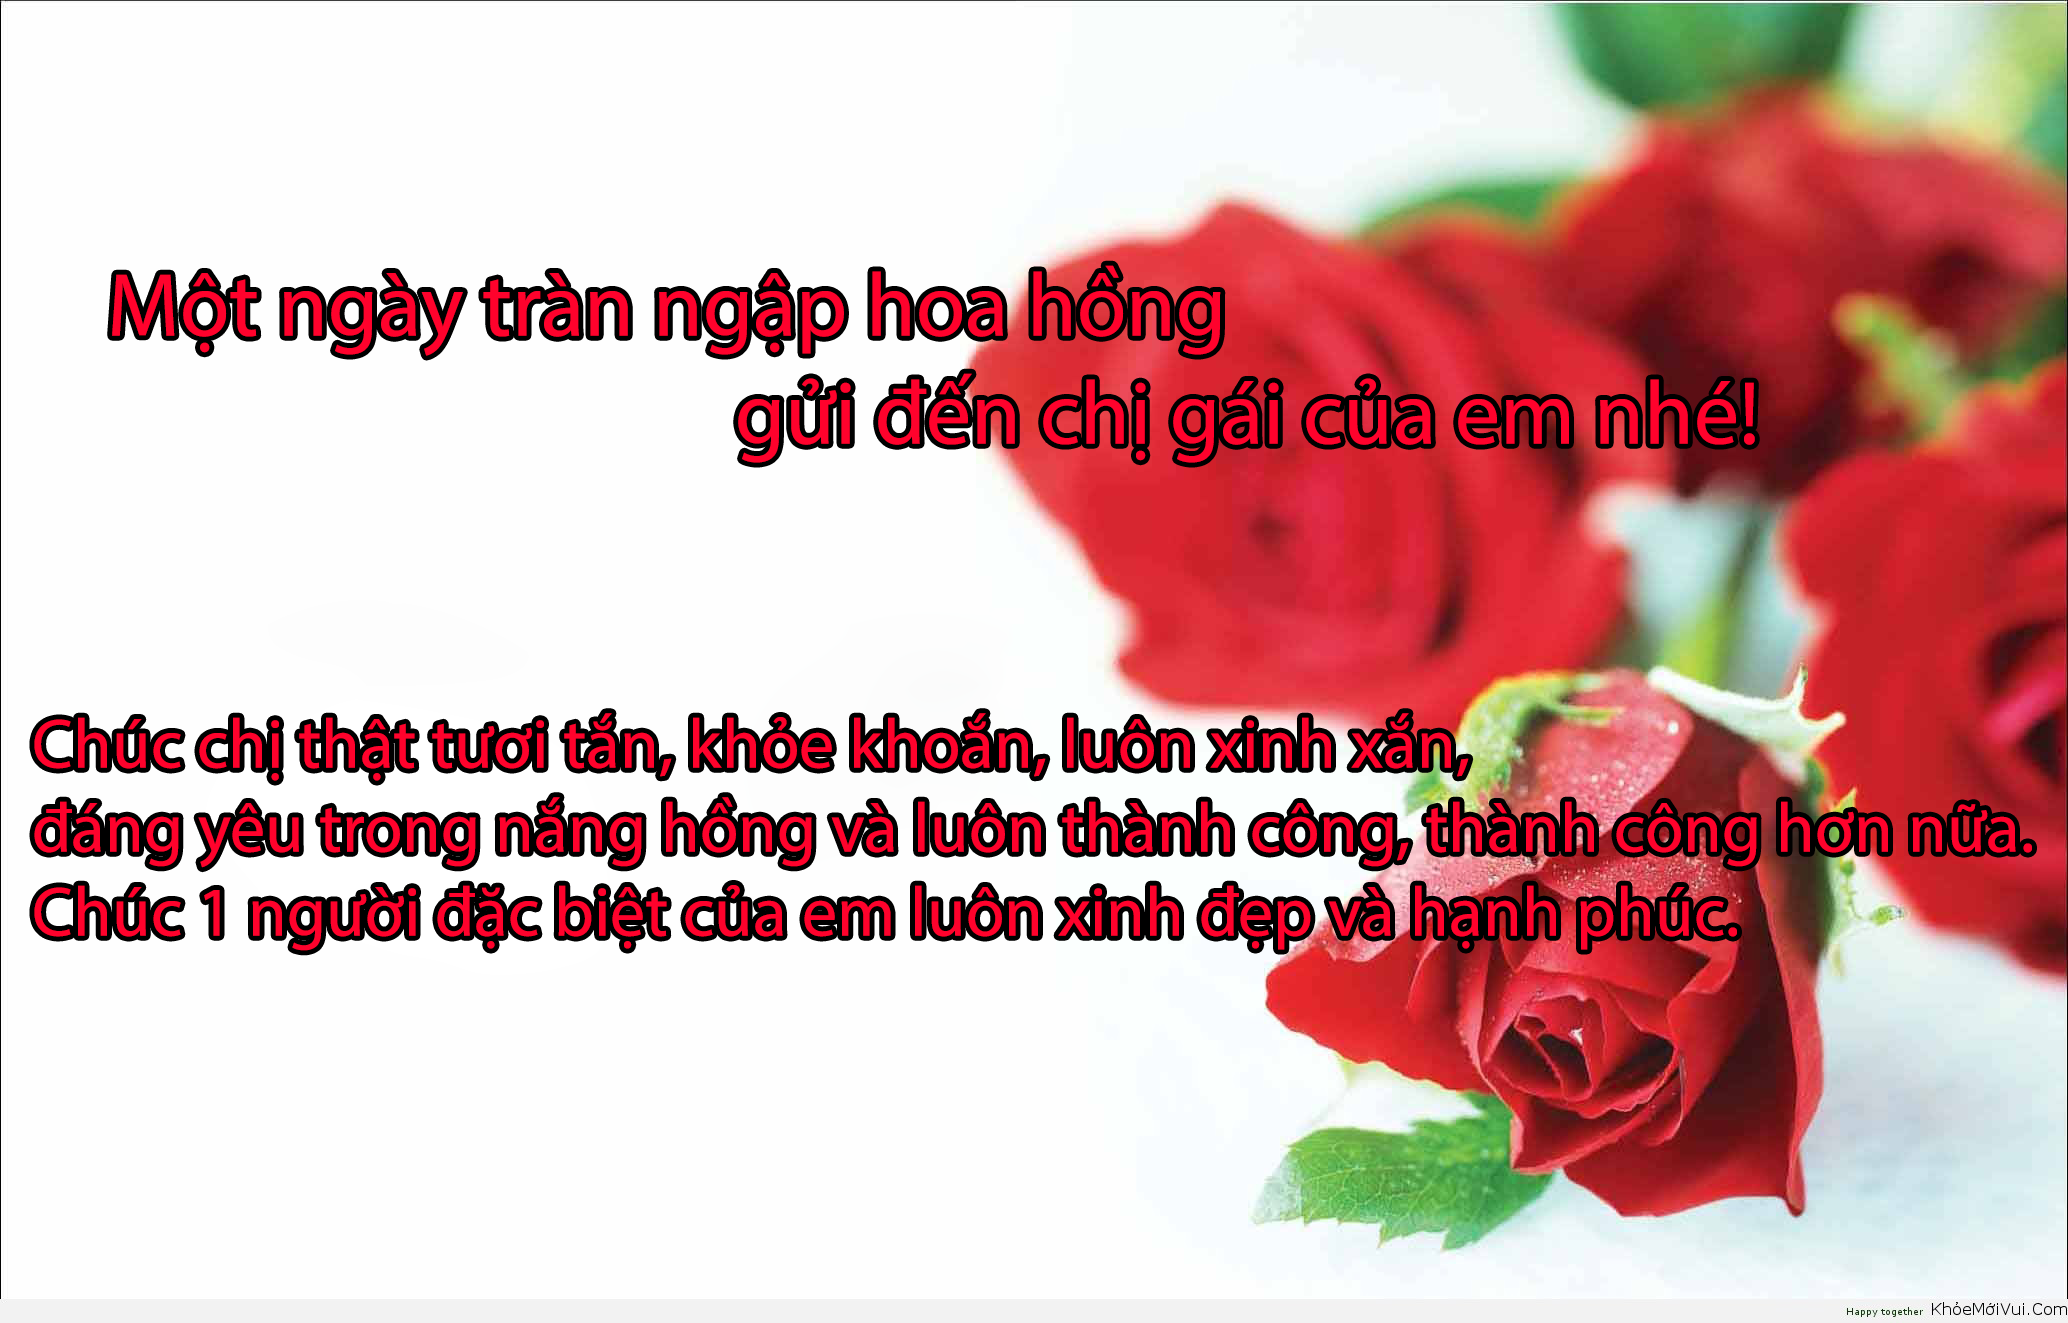 Một ngày tràn ngập hoa hồng
gửi đến chị gái của em nhé!
Chúc chị thật tươi tắn, khỏe khoắn, luôn xinh xắn,
đáng yêu trong nắng hồng và luôn thành công, thành công hơn nữa.
Chúc 1 người đặc biệt của em luôn xinh đẹp và hạnh phúc.
Happy together KhỏeMớiVui.Com